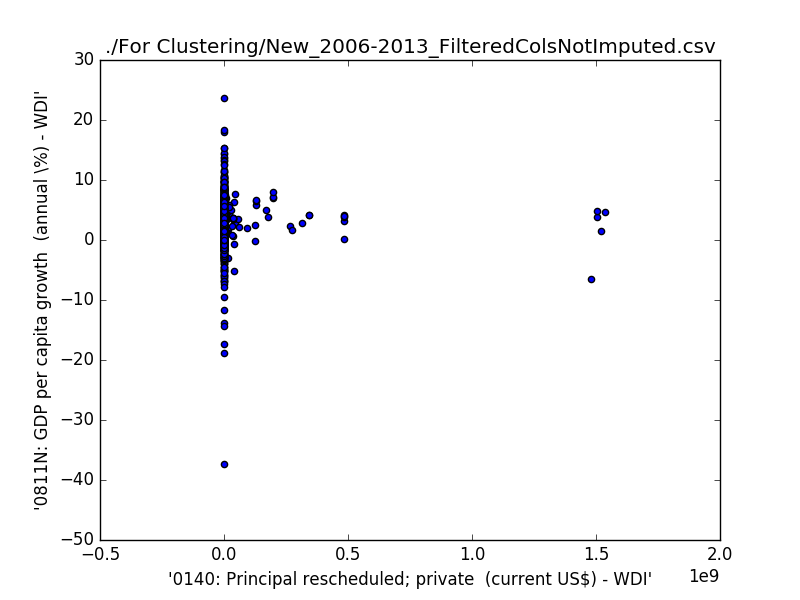 ./For Clustering/New_2006-2013_FilteredColsNotImputed.csv
30
20
10
0
−10
−20
−30
−40
−50
'0811N: GDP per capita growth  (annual \%) - WDI'
−0.5 0.0 0.5 1.0 1.5 2.0
1e9
'0140: Principal rescheduled; private  (current US$) - WDI'